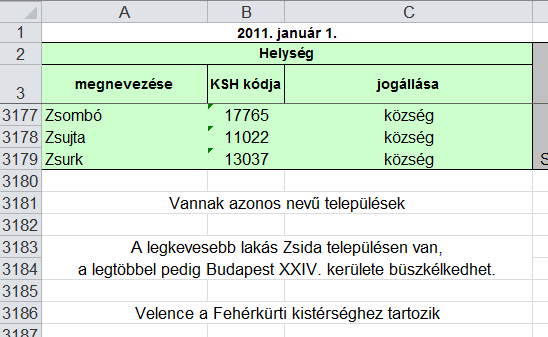 A B C
1 2011. január 1.
2 Helység
3 megnevezése KSH kódja jogállása
3177 Zsombó 17765 község
3178 Zsujta 11022 község
3179 Zsurk 13037 község S
3180
3181 Vannak azonos nevű települések
3182
3183 A legkevesebb lakás Zsida településen van,
3184 a legtöbbel pedig Budapest XXIV. kerülete büszkélkedhet.
3185
3186 Velence a Fehérkürti kistérséghez tartozik
3187